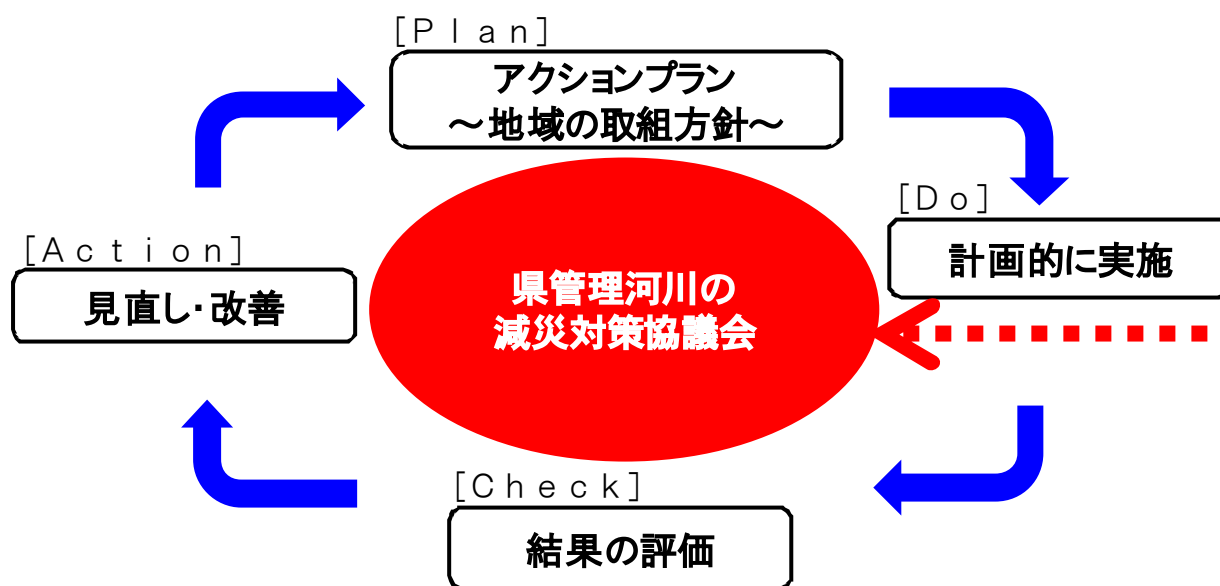 [Plan]
アクションプラン
～地域の取組方針～
[Do]
計画的に実施
[Action]
見直し・改善
県管理河川の
減災対策協議会
[Check]
結果の評価